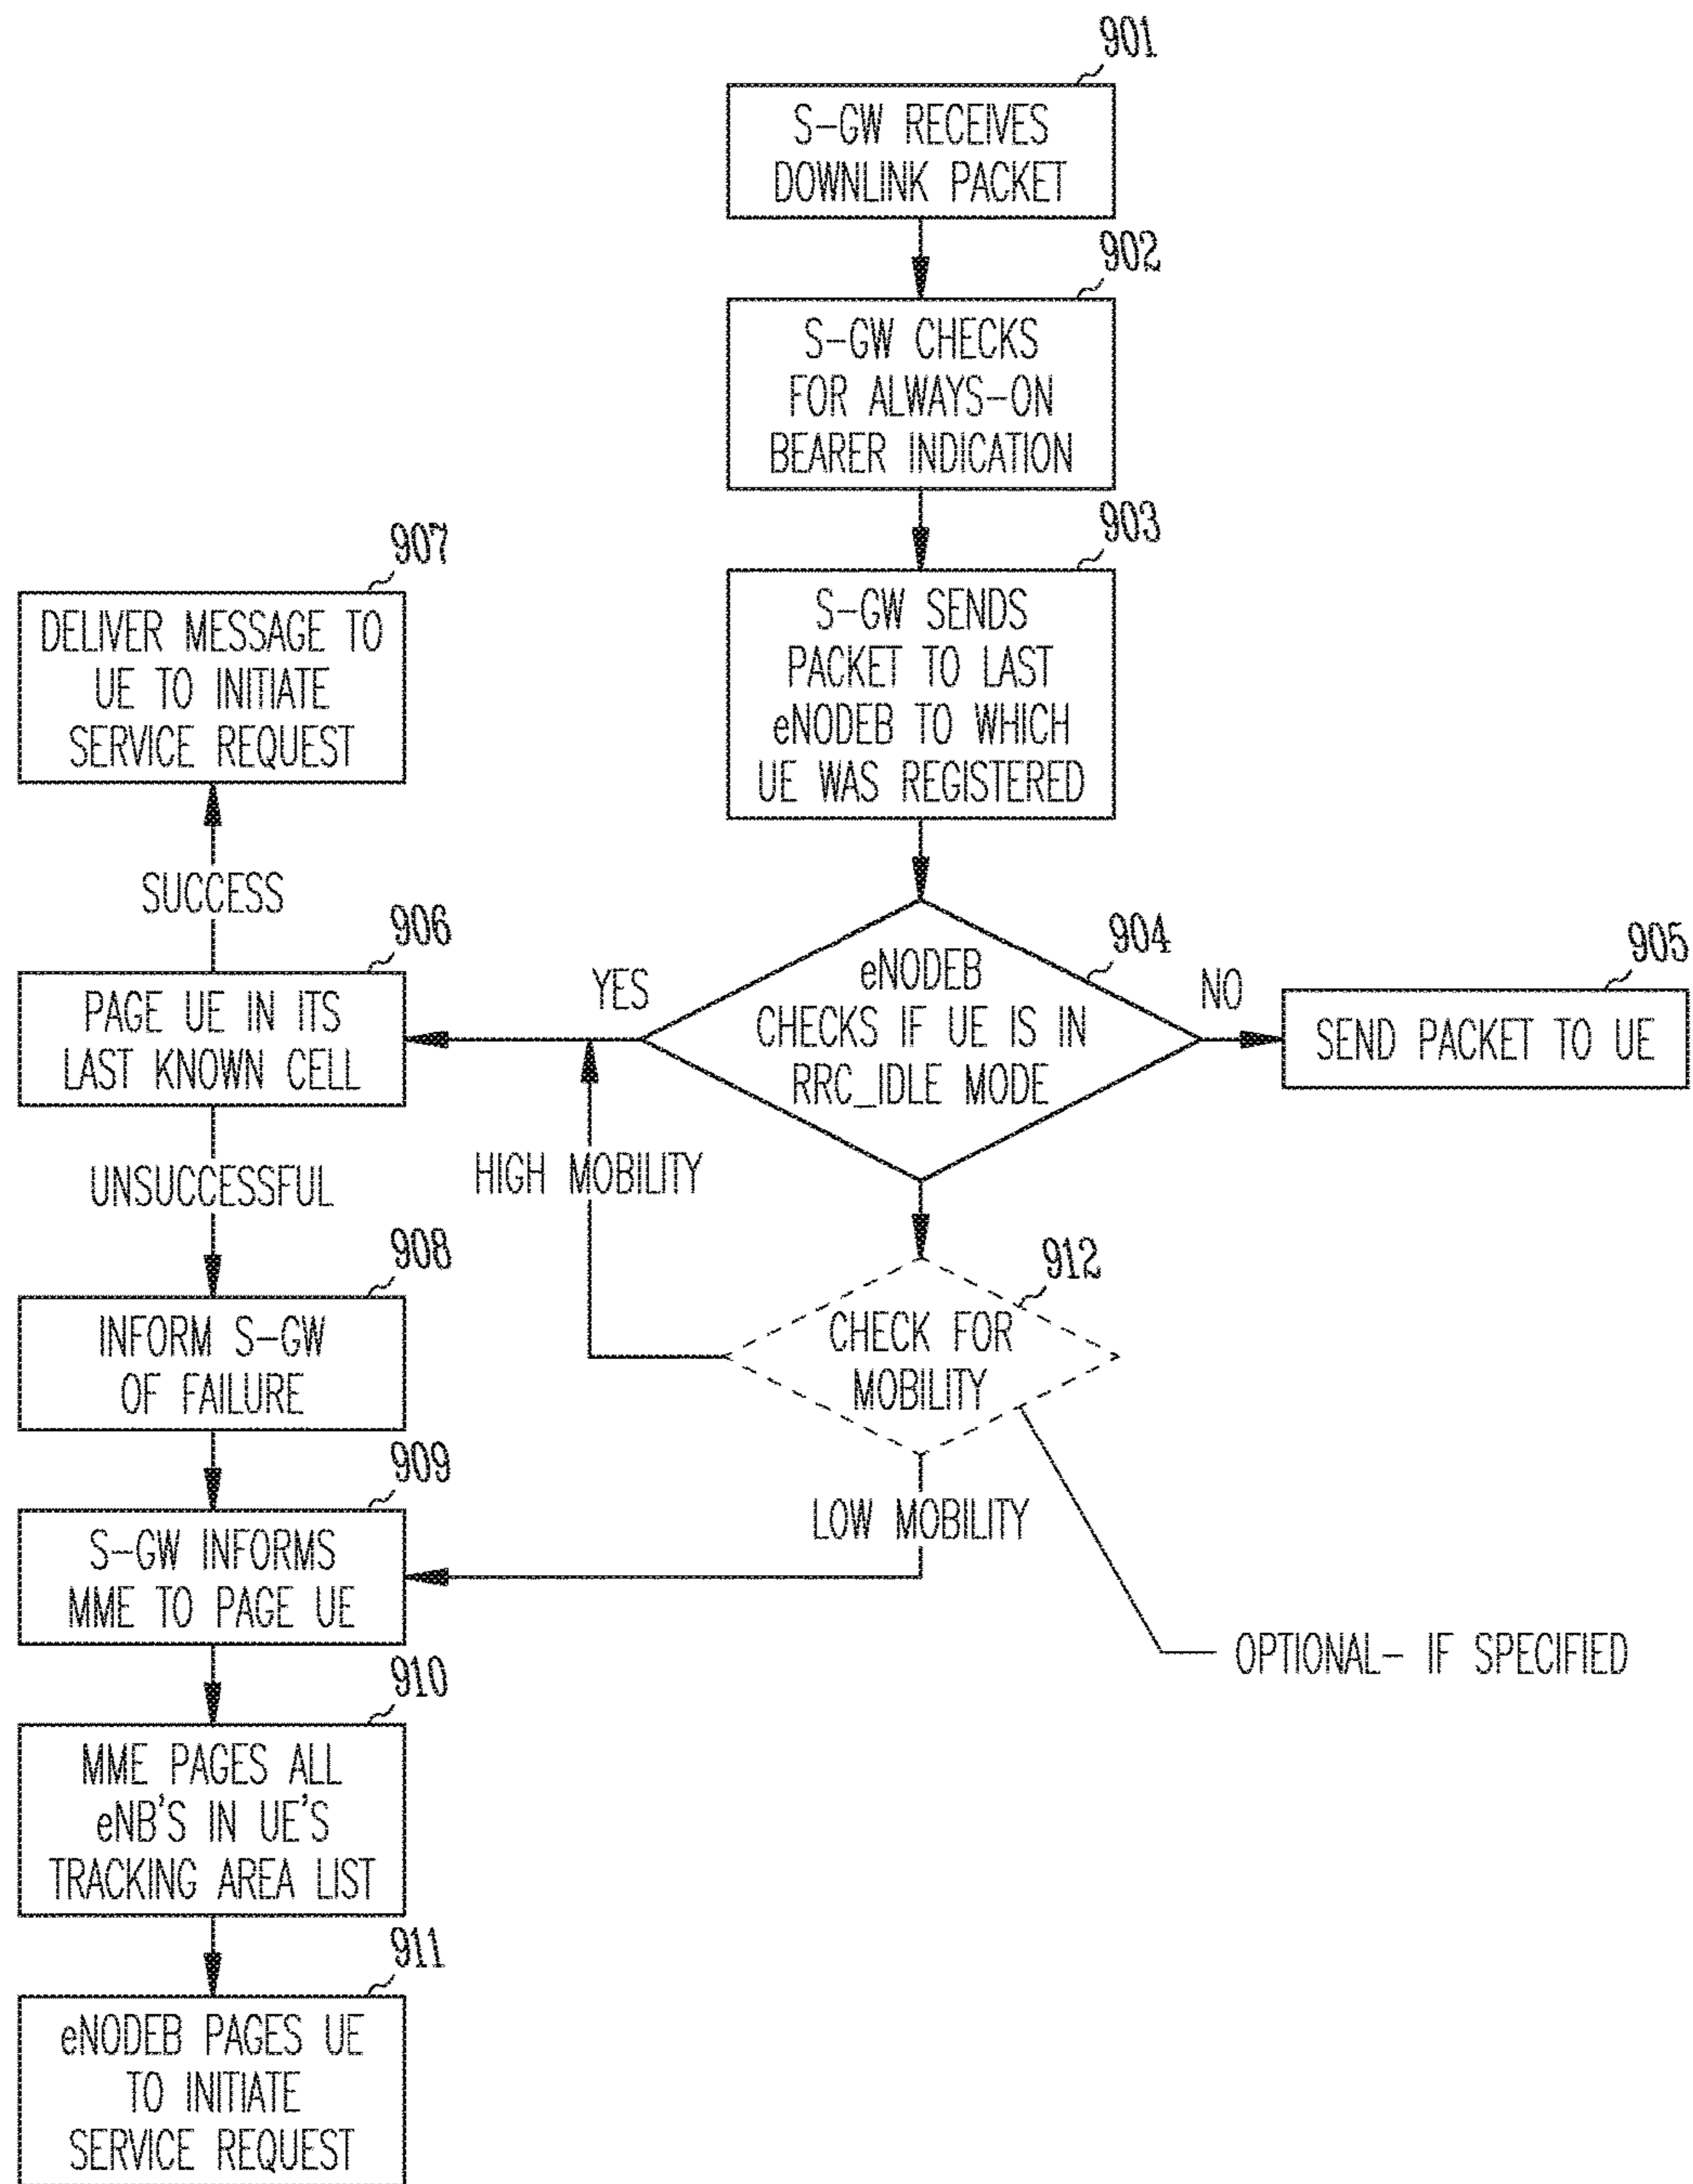 901
S-GW RECEIVES
DOWNLINK PACKET
902
S-GW CHECKS
FOR ALWAYS-ON
BEARER INDICATION
903
S-GW SENDS
PACKET TO LAST
eNODEB TO WHICH
UE WAS REGISTERED
904
eNODEB
CHECKS IF UE IS IN
RRC_IDLE MODE
NO
905
SEND PACKET TO UE
YES
906
PAGE UE IN ITS
LAST KNOWN CELL
SUCCESS
907
DELIVER MESSAGE TO
UE TO INITIATE
SERVICE REQUEST
UNSUCCESSFUL
908
INFORM S-GW
OF FAILURE
909
S-GW INFORMS
MME TO PAGE UE
910
MME PAGES ALL
eNB'S IN UE'S
TRACKING AREA LIST
911
eNODEB PAGES UE
TO INITIATE
SERVICE REQUEST
HIGH MOBILITY
912
CHECK FOR
MOBILITY
LOW MOBILITY
OPTIONAL- IF SPECIFIED